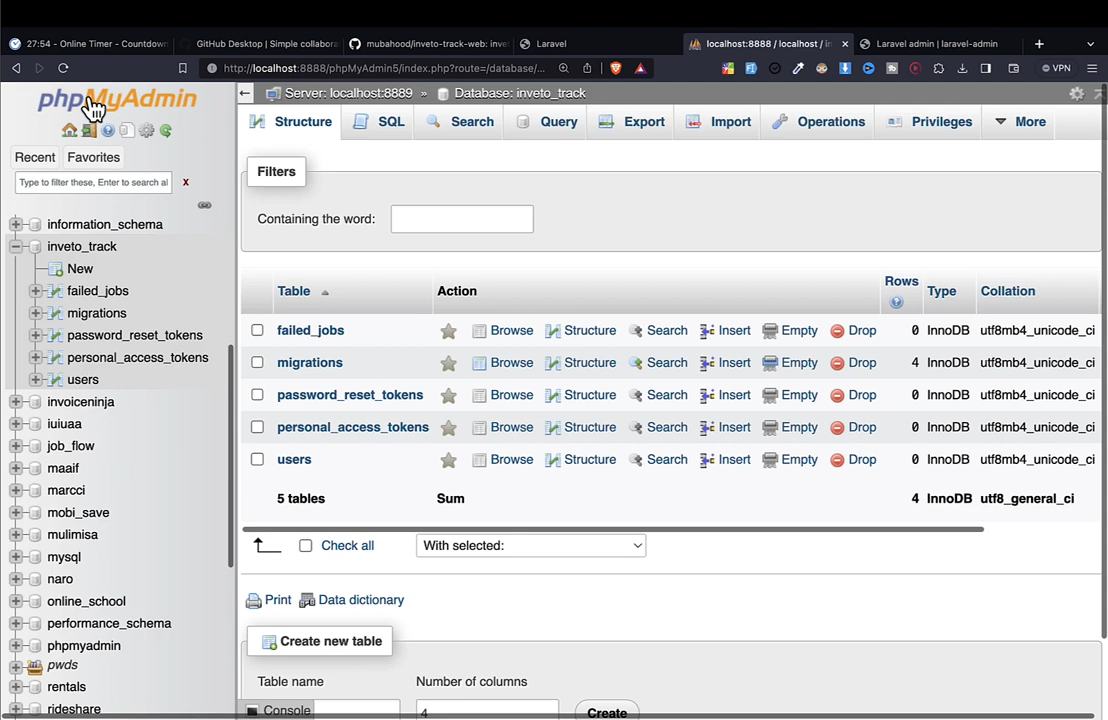 27:54 - Online Timer - Countdown
GitHub Desktop | Simple collabora
mubahood/inveto-track-web: inve
Laravel
localhost:8888 / localhost / in
Laravel admin | laravel-admin
http://localhost:8888/phpMyAdmin5/index.php?route=/database/...
VPN
phpMyAdmin
Recent
Favorites
Type to filter these, Enter to search al
x
information_schema
inveto_track
New
failed_jobs
migrations
password_reset_tokens
personal_access_tokens
users
invoiceninja
iuiuaa
job_flow
maaif
marcci
mobi_save
mulimisa
mysql
naro
online_school
performance_schema
phpmyadmin
pwds
rentals
rideshare
Server: localhost:8889 » Database: inveto_track
Structure SQL Search Query Export Import Operations Privileges More
Filters
Containing the word:
Table Action Rows Type Collation
failed_jobs Browse Structure Search Insert Empty Drop 0 InnoDB utf8mb4_unicode_ci
migrations Browse Structure Search Insert Empty Drop 4 InnoDB utf8mb4_unicode_ci
password_reset_tokens Browse Structure Search Insert Empty Drop 0 InnoDB utf8mb4_unicode_ci
personal_access_tokens Browse Structure Search Insert Empty Drop 0 InnoDB utf8mb4_unicode_ci
users Browse Structure Search Insert Empty Drop 0 InnoDB utf8mb4_unicode_ci
5 tables Sum 4 InnoDB utf8_general_ci
Check all
With selected:
Print
Data dictionary
Create new table
Table name
Number of columns
4
Create
Console